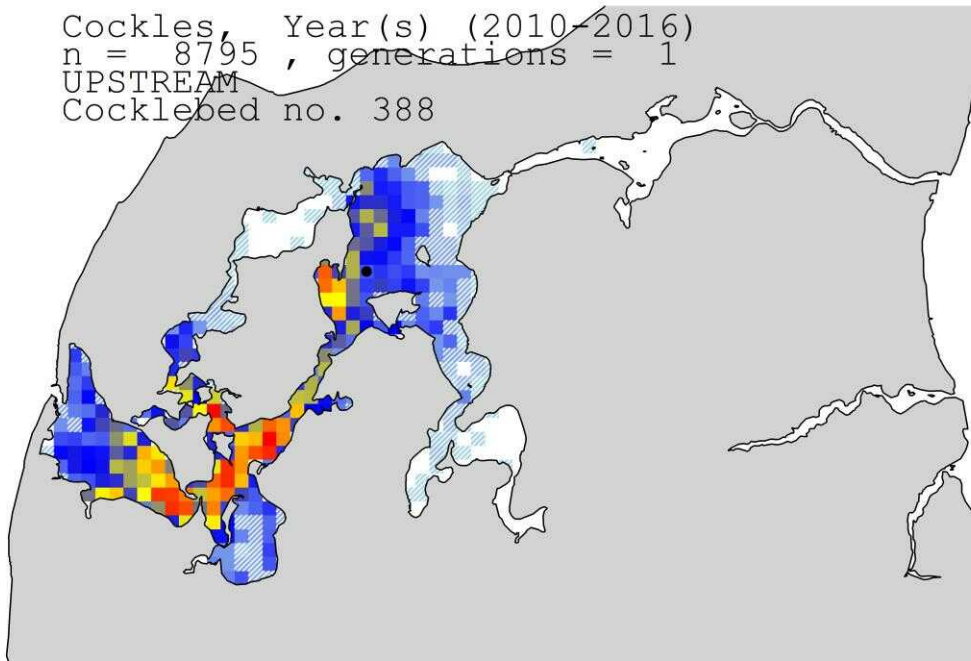 Cockles, Year(s) (2010-2016)
n = 8795 , generations = 1
UPSTREAM
Cocklebed no. 388